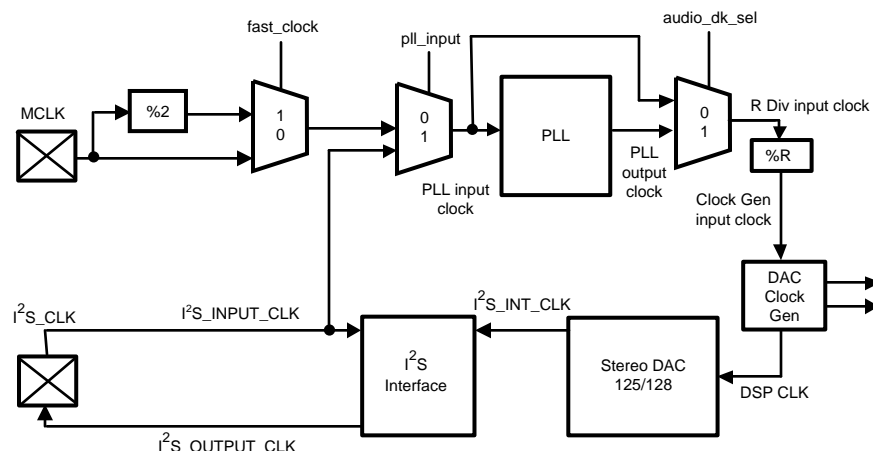 fast_clock
pll_input
audio_dk_sel
MCLK
%2
1
0
0
1
PLL
0
1
R Div input clock
%R
PLL input
clock
PLL
output
clock
Clock Gen
input clock
DAC
Clock
Gen
I²S_CLK
I²S_INPUT_CLK
I²S_INT_CLK
I²S
Interface
Stereo DAC
125/128
DSP CLK
I²S_OUTPUT_CLK